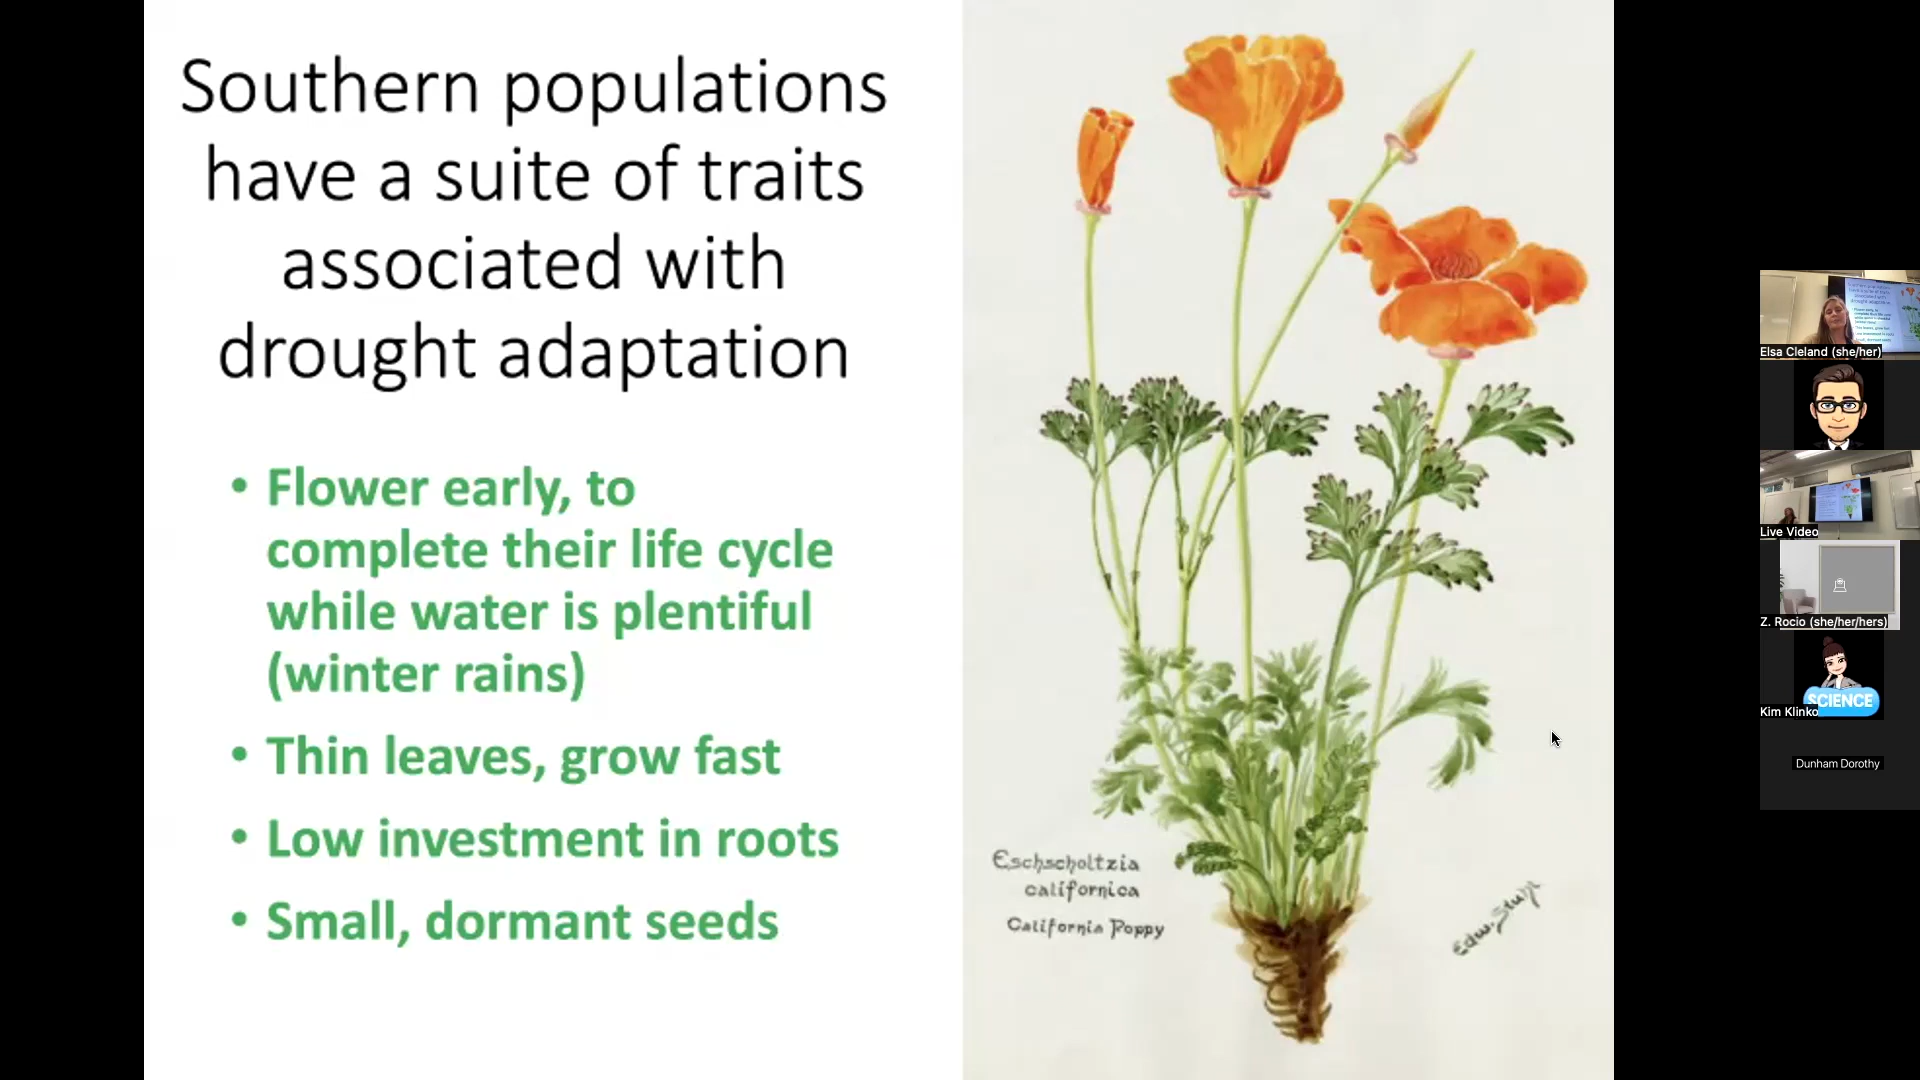 Southern populations
have a suite of traits
associated with
drought adaptation
• Flower early, to
complete their life cycle
while water is plentiful
(winter rains)
• Thin leaves, grow fast
• Low investment in roots
• Small, dormant seeds
Eschscholtzia
californica
California Poppy
Elsa Cleland (she/her)
Live Video
Z. Rocio (she/her/hers)
SCIENCE
Kim Klinko
Dunham Dorothy